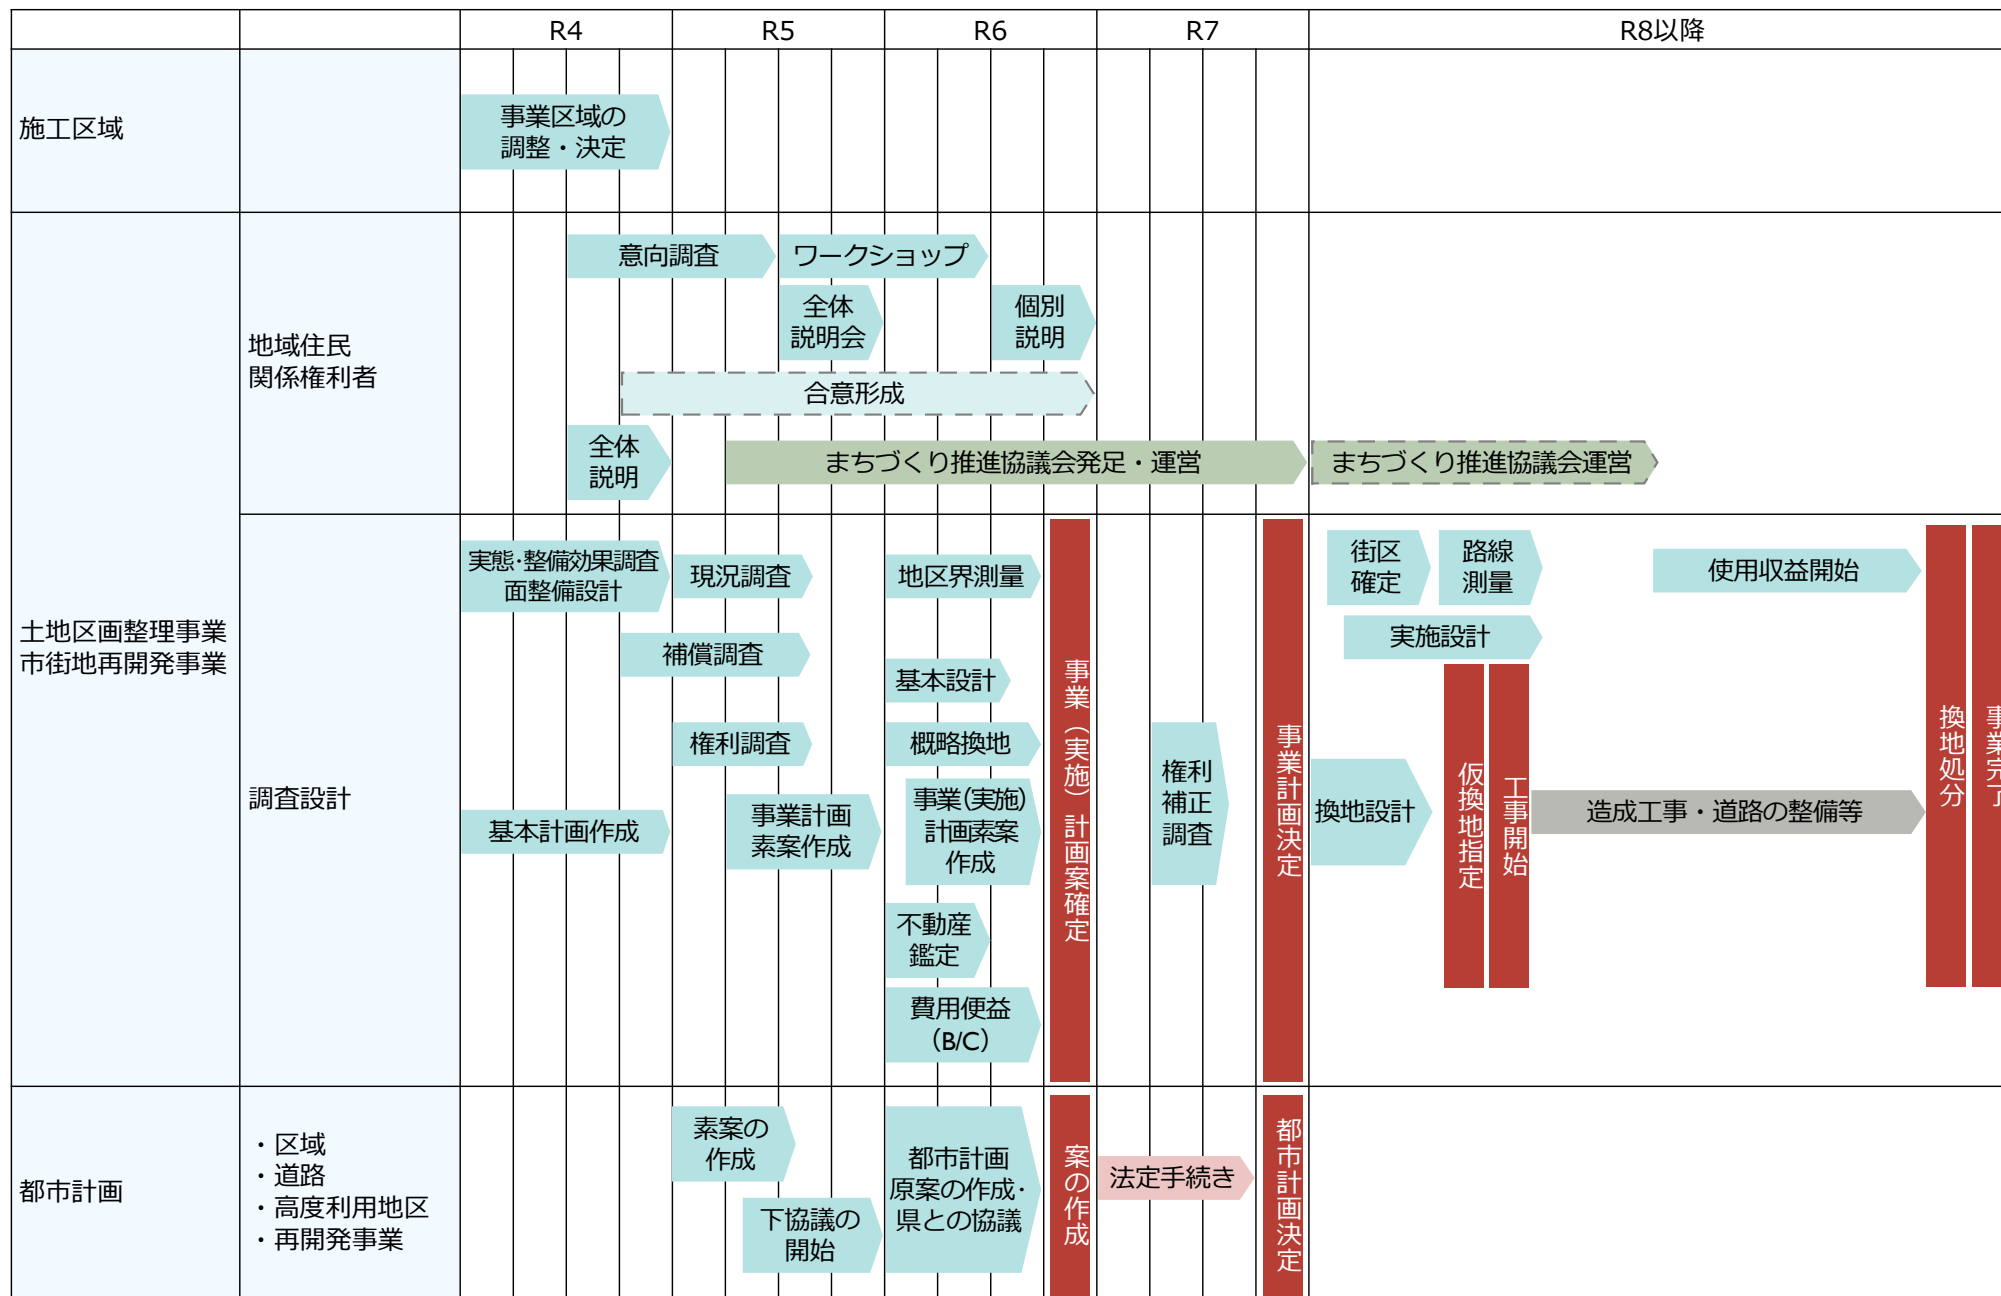 R4
R5
R6
R7
R8以降
施工区域
事業区域の
調整・決定
土地区画整理事業
市街地再開発事業
地域住民
関係権利者
意向調査
ワークショップ
全体
説明会
個別
説明
合意形成
全体
説明
まちづくり推進協議会発足・運営
まちづくり推進協議会運営
調査設計
実態・整備効果調査
面整備設計
現況調査
地区界測量
補償調査
基本設計
権利調査
概略換地
基本計画作成
事業計画
素案作成
事業(実施)
計画素案
作成
不動産
鑑定
費用便益
（B/C）
事業（実施）計画案確定
権利
補正
調査
事業計画決定
街区
確定
路線
測量
使用収益開始
実施設計
換地設計
仮換地指定
工事開始
造成工事・道路の整備等
換地処分
事業完了
都市計画
・区域
・道路
・高度利用地区
・再開発事業
素案の
作成
下協議の
開始
都市計画
原案の作成・
県との協議
案の作成
法定手続き
都市計画決定